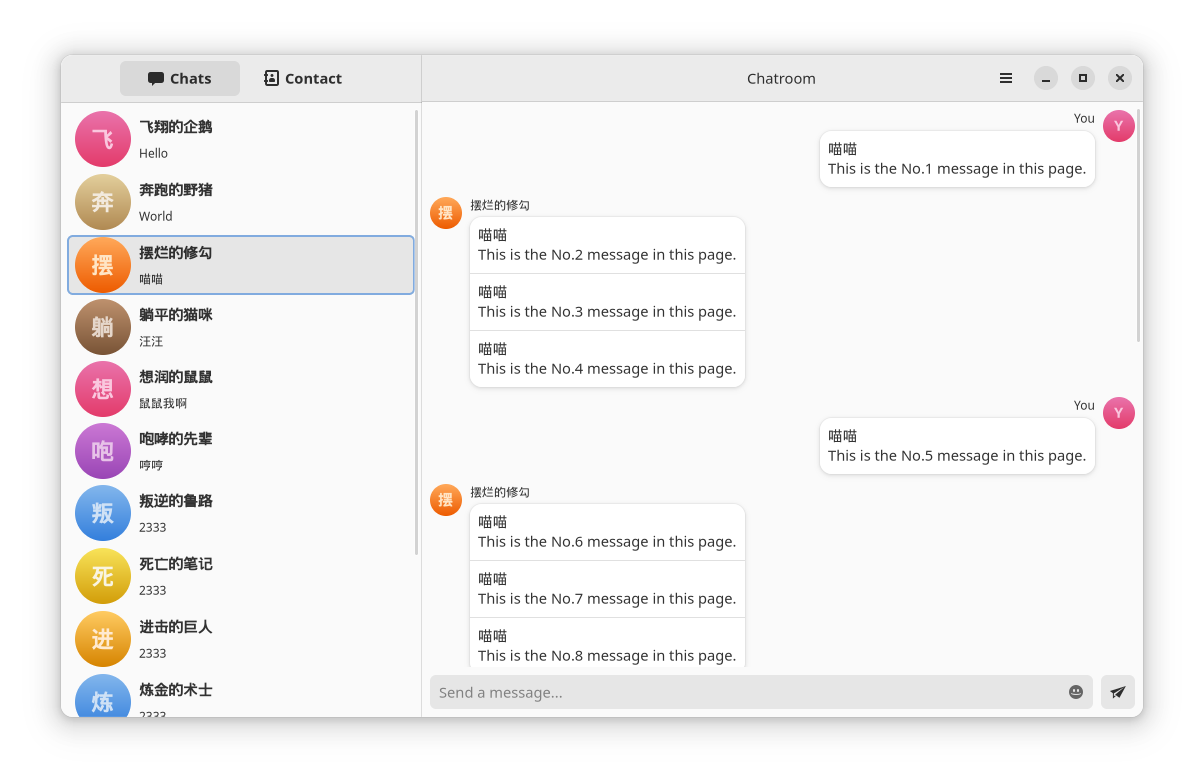 Chats
Contact
Chatroom
飞
飞翔的企鹅
Hello
奔
奔跑的野猪
World
摆
摆烂的修勾
喵喵
躺
躺平的猫咪
汪汪
想
想润的鼠鼠
鼠鼠我啊
咆
咆哮的先辈
哼哼
叛
叛逆的鲁路
2333
死
死亡的笔记
2333
进
进击的巨人
2333
炼
炼金的术士
2333
You
Y
喵喵
This is the No.1 message in this page.
摆
摆烂的修勾
喵喵
This is the No.2 message in this page.
喵喵
This is the No.3 message in this page.
喵喵
This is the No.4 message in this page.
You
Y
喵喵
This is the No.5 message in this page.
摆
摆烂的修勾
喵喵
This is the No.6 message in this page.
喵喵
This is the No.7 message in this page.
喵喵
This is the No.8 message in this page.
Send a message...